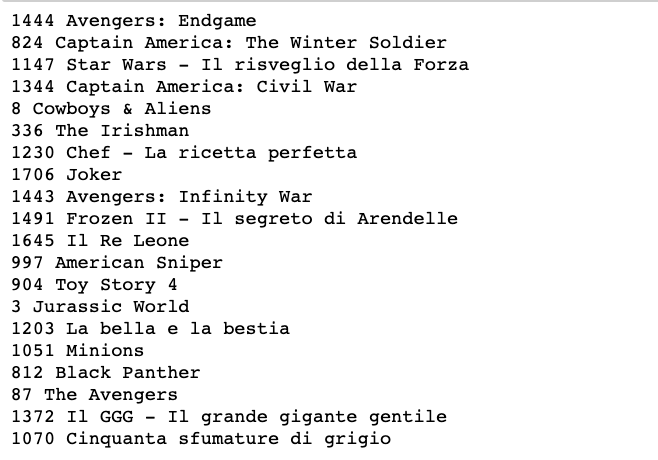 1444 Avengers: Endgame
824 Captain America: The Winter Soldier
1147 Star Wars - Il risveglio della Forza
1344 Captain America: Civil War
8 Cowboys & Aliens
336 The Irishman
1230 Chef - La ricetta perfetta
1706 Joker
1443 Avengers: Infinity War
1491 Frozen II - Il segreto di Arendelle
1645 Il Re Leone
997 American Sniper
904 Toy Story 4
3 Jurassic World
1203 La bella e la bestia
1051 Minions
812 Black Panther
87 The Avengers
1372 Il GGG - Il grande gigante gentile
1070 Cinquanta sfumature di grigio